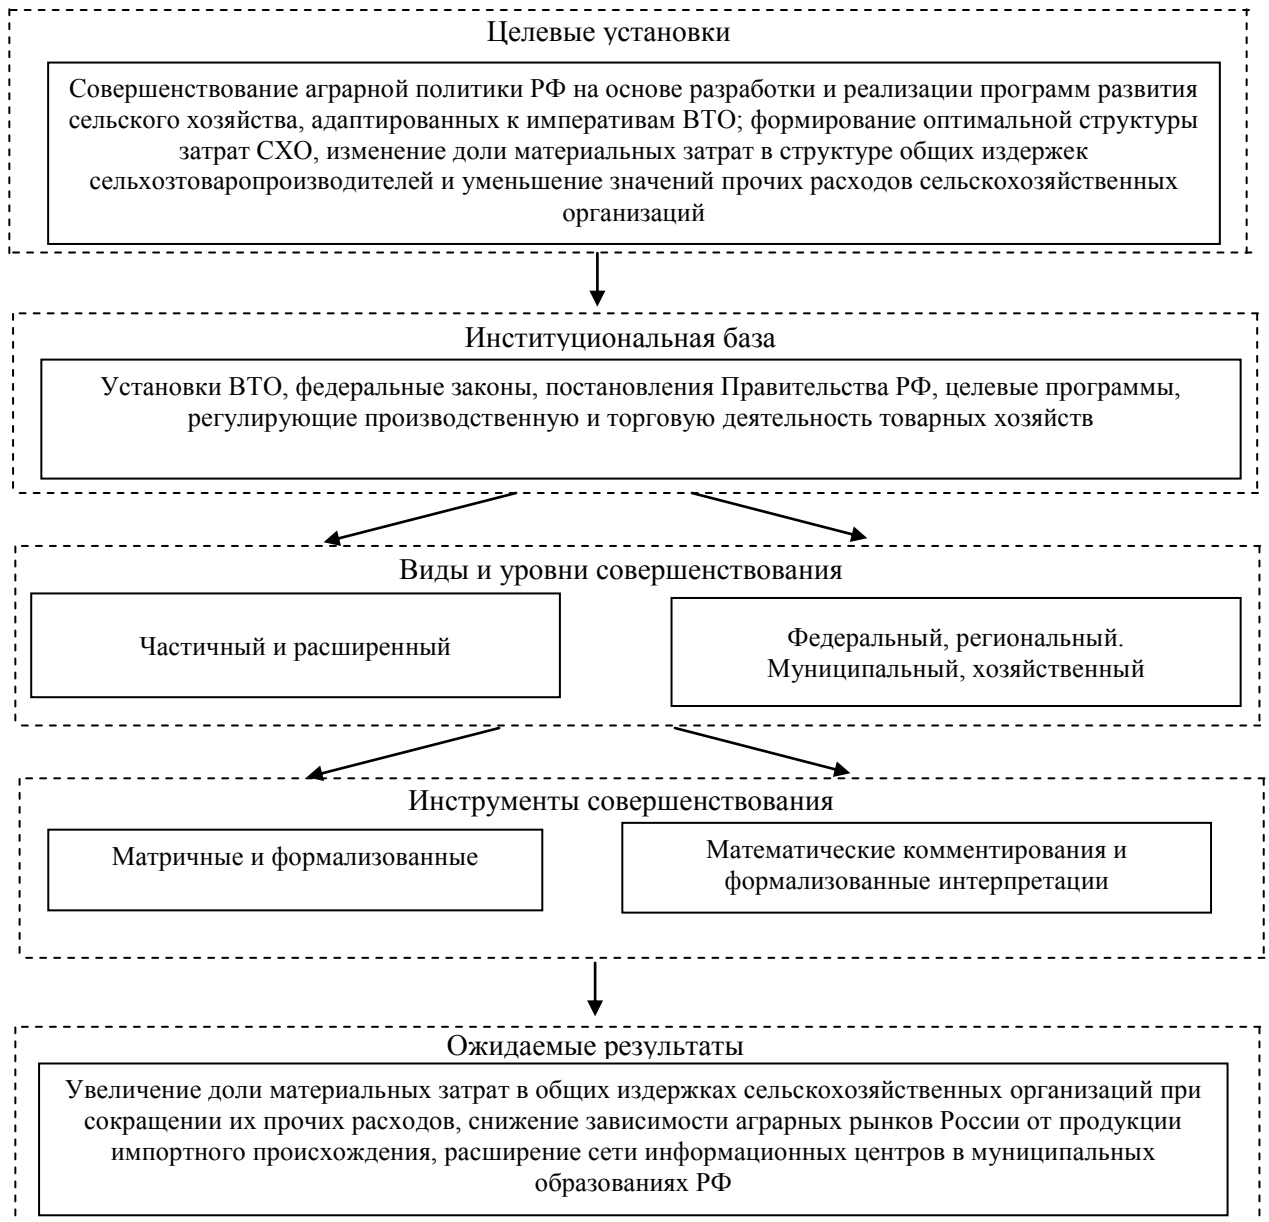 Целевые установки
Совершенствование аграрной политики РФ на основе разработки и реализации программ развития
сельского хозяйства, адаптированных к императивам ВТО; формирование оптимальной структуры
затрат СХО, изменение доли материальных затрат в структуре общих издержек
сельхозтоваропроизводителей и уменьшение значений прочих расходов сельскохозяйственных
организаций
Институциональная база
Установки ВТО, федеральные законы, постановления Правительства РФ, целевые программы,
регулирующие производственную и торговую деятельность товарных хозяйств
Виды и уровни совершенствования
Частичный и расширенный
Федеральный, региональный.
Муниципальный, хозяйственный
Инструменты совершенствования
Матричные и формализованные
Математические комментирования и
формализованные интерпретации
Ожидаемые результаты
Увеличение доли материальных затрат в общих издержках сельскохозяйственных организаций при
сокращении их прочих расходов, снижение зависимости аграрных рынков России от продукции
импортного происхождения, расширение сети информационных центров в муниципальных
образованиях РФ